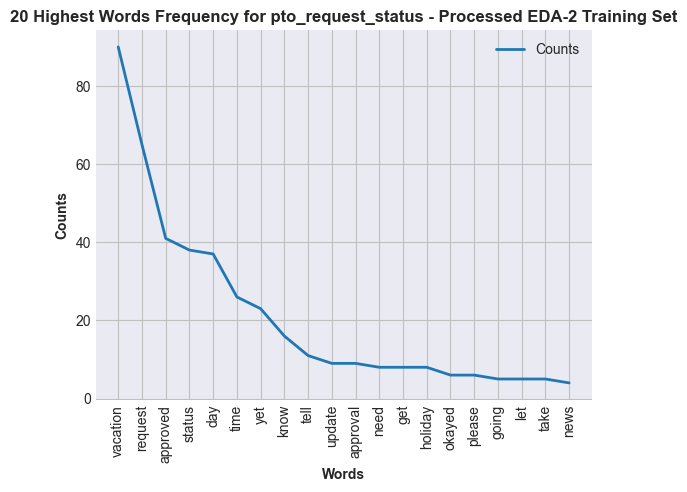 20 Highest Words Frequency for pto_request_status - Processed EDA-2 Training Set
Counts
80
60
40
20
0
Counts
vacation
request
approved
status
day
time
yet
know
tell
update
approval
need
get
holiday
okayed
please
going
let
take
news
Words